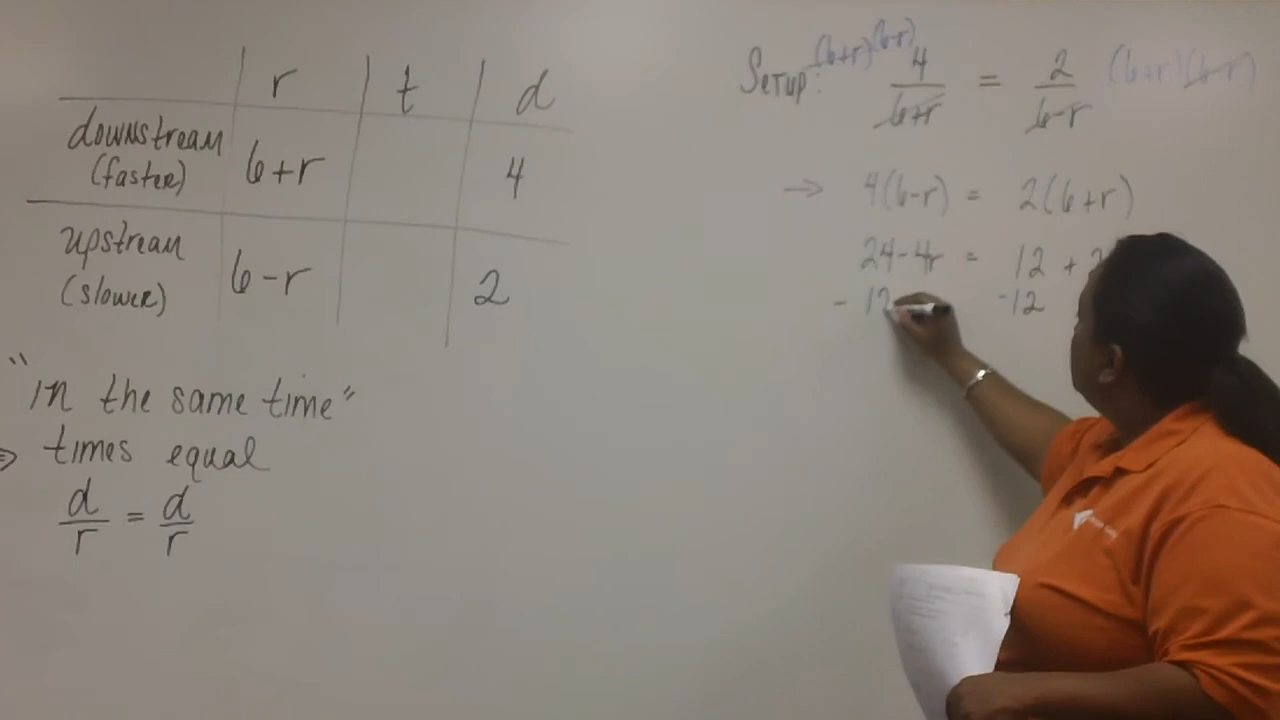 r t d
downstream
(faster) 6+r 4
upstream
(slower) 6-r 2
"in the same time"
⇒ times equal
d/r = d/r
Setup: (6+r)(6-r) 4/(6+r) = 2/(6-r) (6+r)(6-r)
→ 4(6-r) = 2(6+r)
24-4r = 12 + 2
-12 -12